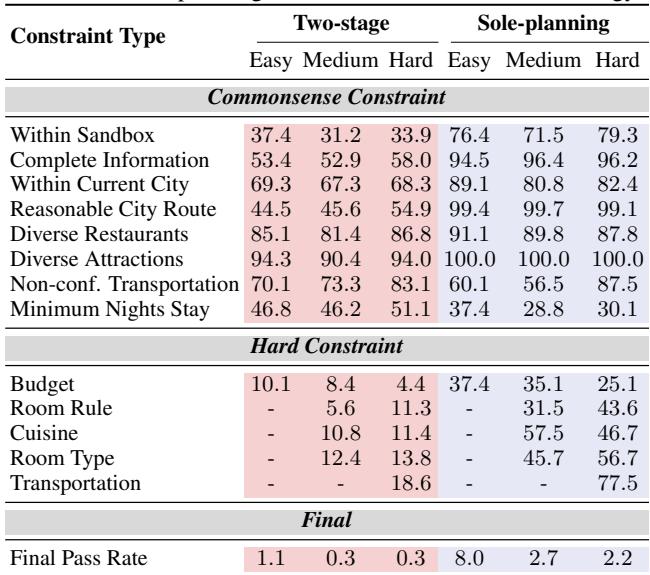 Constraint Type Two-stage Sole-planning
Easy Medium Hard Easy Medium Hard
Commonsense Constraint
Within Sandbox 37.4 31.2 33.9 76.4 71.5 79.3
Complete Information 53.4 52.9 58.0 94.5 96.4 96.2
Within Current City 69.3 67.3 68.3 89.1 80.8 82.4
Reasonable City Route 44.5 45.6 54.9 99.4 99.7 99.1
Diverse Restaurants 85.1 81.4 86.8 91.1 89.8 87.8
Diverse Attractions 94.3 90.4 94.0 100.0 100.0 100.0
Non-conf. Transportation 70.1 73.3 83.1 60.1 56.5 87.5
Minimum Nights Stay 46.8 46.2 51.1 37.4 28.8 30.1
Hard Constraint
Budget 10.1 8.4 4.4 37.4 35.1 25.1
Room Rule - 5.6 11.3 - 31.5 43.6
Cuisine - 10.8 11.4 - 57.5 46.7
Room Type - 12.4 13.8 - 45.7 56.7
Transportation - - 18.6 - - 77.5
Final
Final Pass Rate 1.1 0.3 0.3 8.0 2.7 2.2